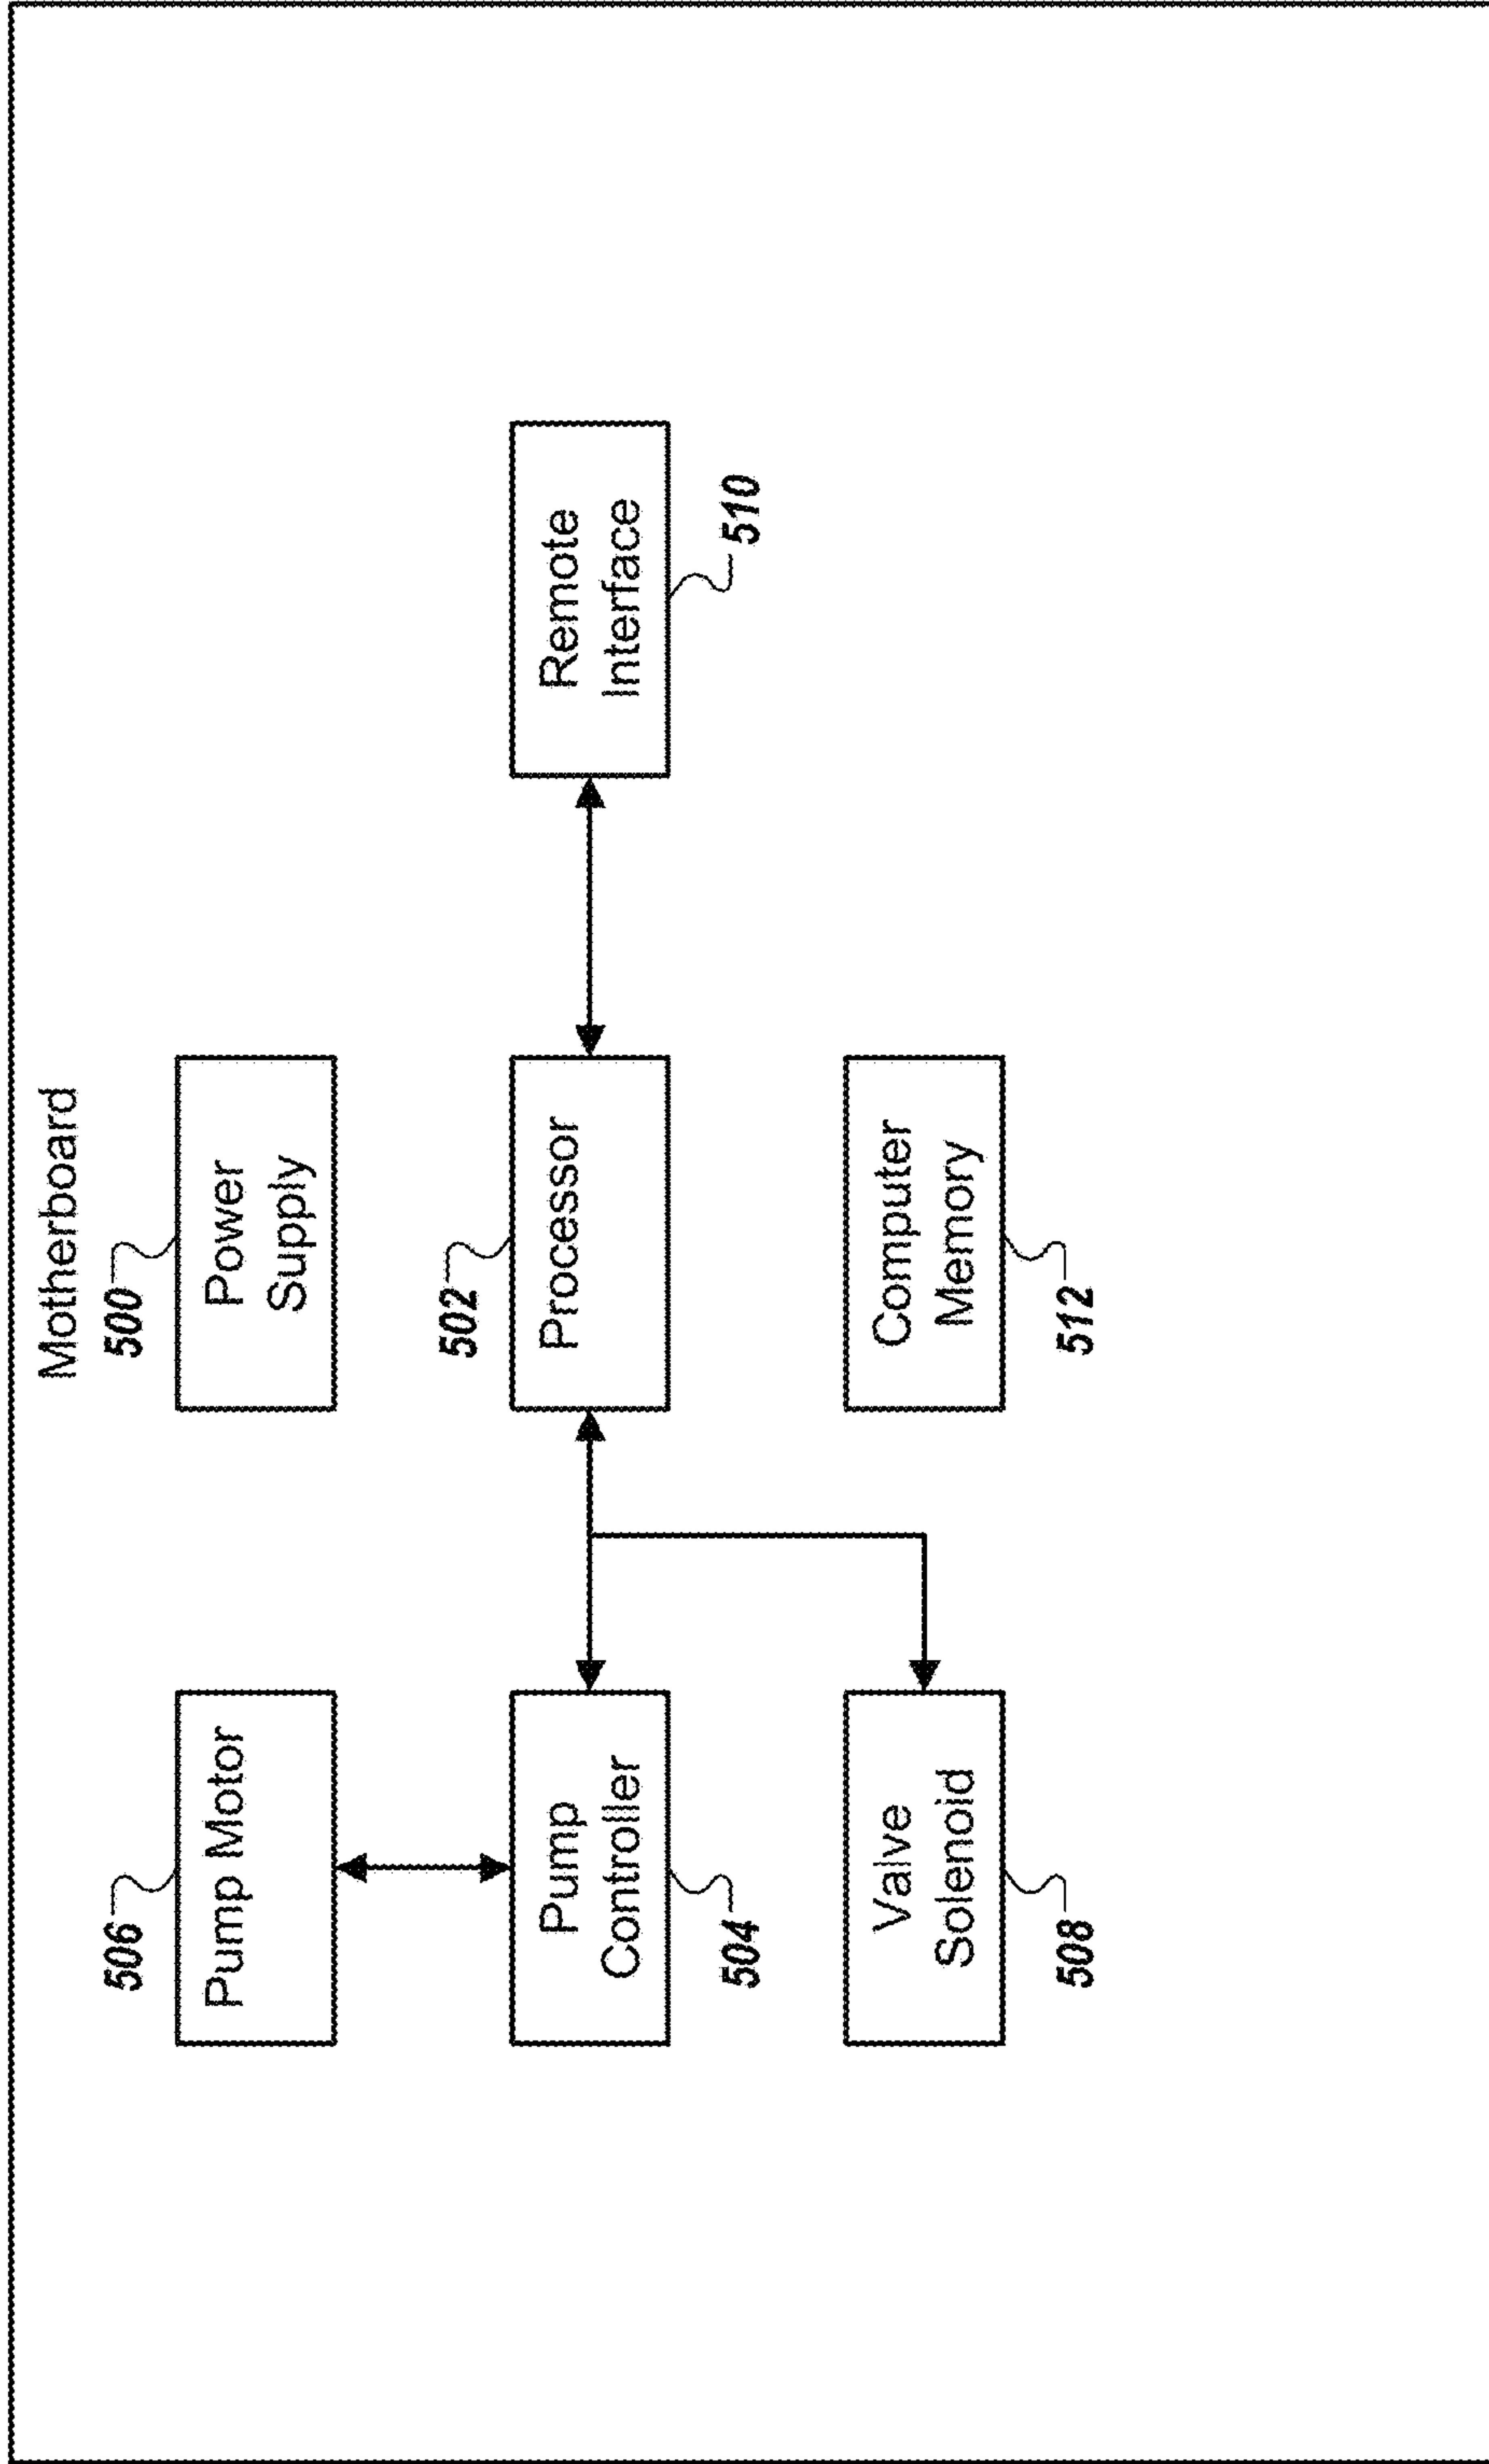 Motherboard
506
Pump Motor
500
Power
Supply
502
Pump
Controller
504
Processor
Remote
Interface
510
Valve
Solenoid
508
Computer
Memory
512